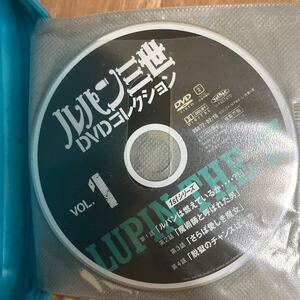 ルパン三世
DVDコレクション
DVD
VOL.1
1stシリーズ
第1話「ルパンは燃えているか・・・・?!」
第2話「魔術師と呼ばれた男」
第3話「さらば愛しき魔女」
第4話「脱獄のチャンスは一度」
LUPIN THE